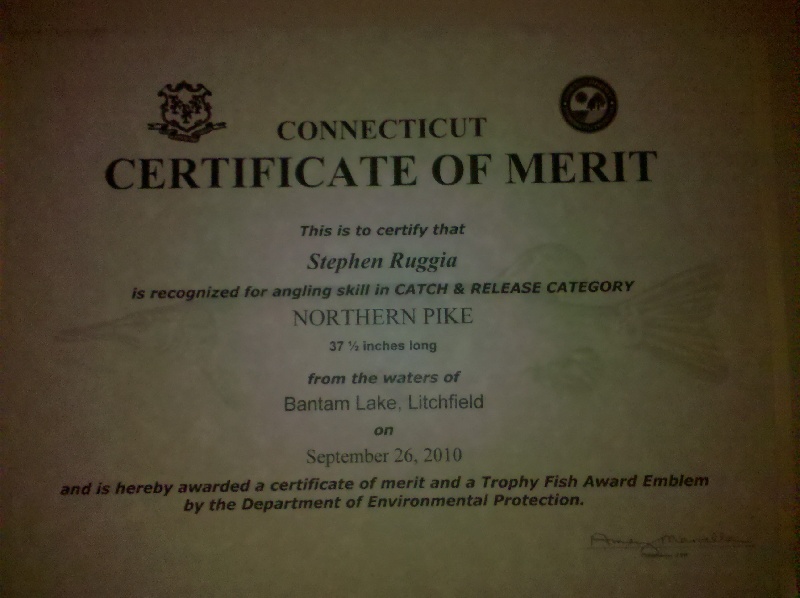 CONNECTICUT
CERTIFICATE OF MERIT
This is to certify that
Stephen Ruggia
is recognized for angling skill in CATCH & RELEASE CATEGORY
NORTHERN PIKE
37 ½ inches long
from the waters of
Bantam Lake, Litchfield
on
September 26, 2010
and is hereby awarded a certificate of merit and a Trophy Fish Award Emblem
by the Department of Environmental Protection.